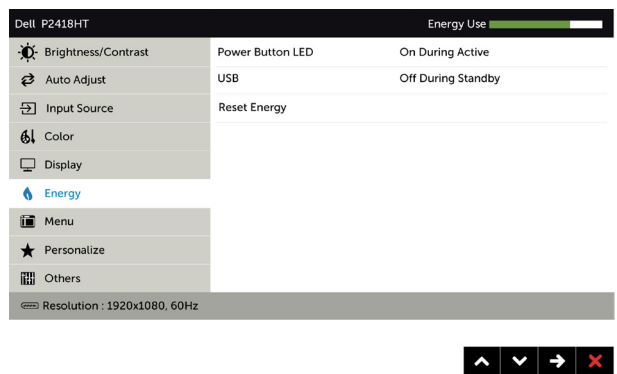 Dell P2418HT Energy Use
Brightness/Contrast Power Button LED On During Active
Auto Adjust USB Off During Standby
Input Source Reset Energy
Color
Display
Energy
Menu
Personalize
Others
Resolution : 1920x1080, 60Hz